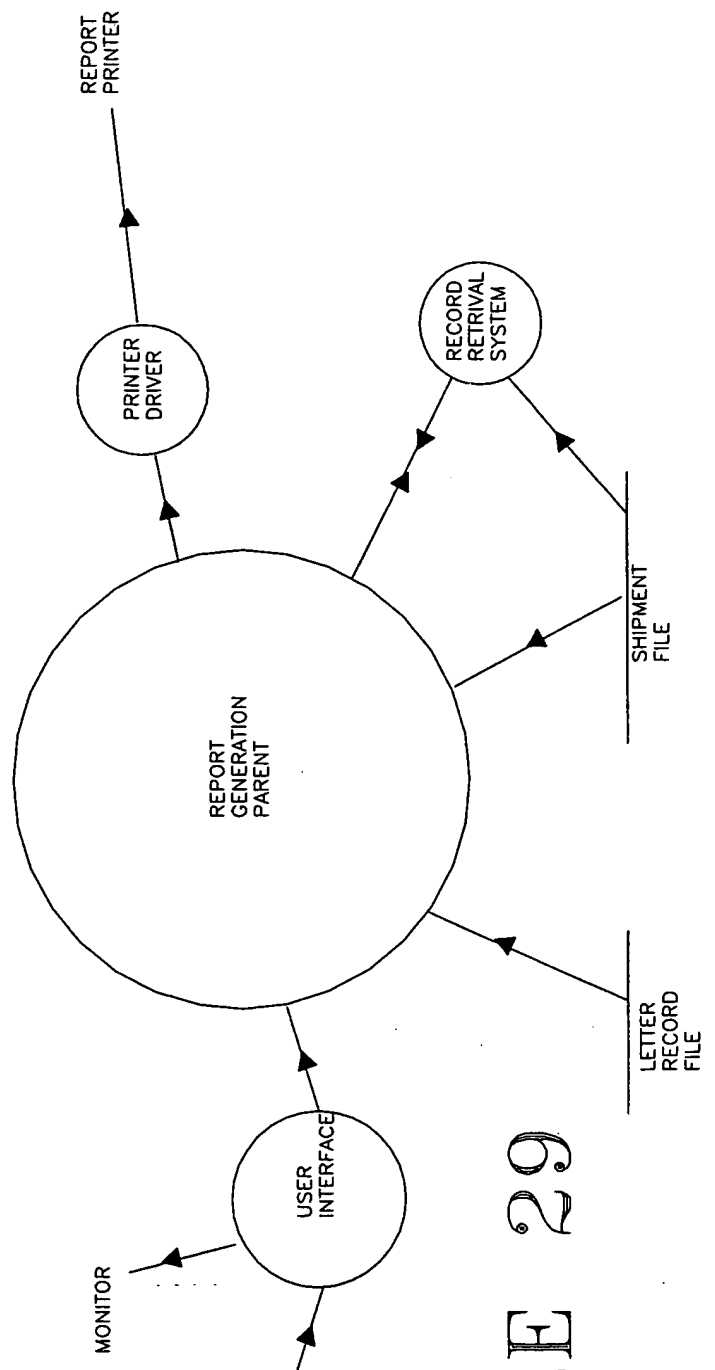 MONITOR
USER
INTERFACE
REPORT
GENERATION
PARENT
PRINTER
DRIVER
REPORT
PRINTER
RECORD
RETRIVAL
SYSTEM
SHIPMENT
FILE
LETTER
RECORD
FILE
E 29